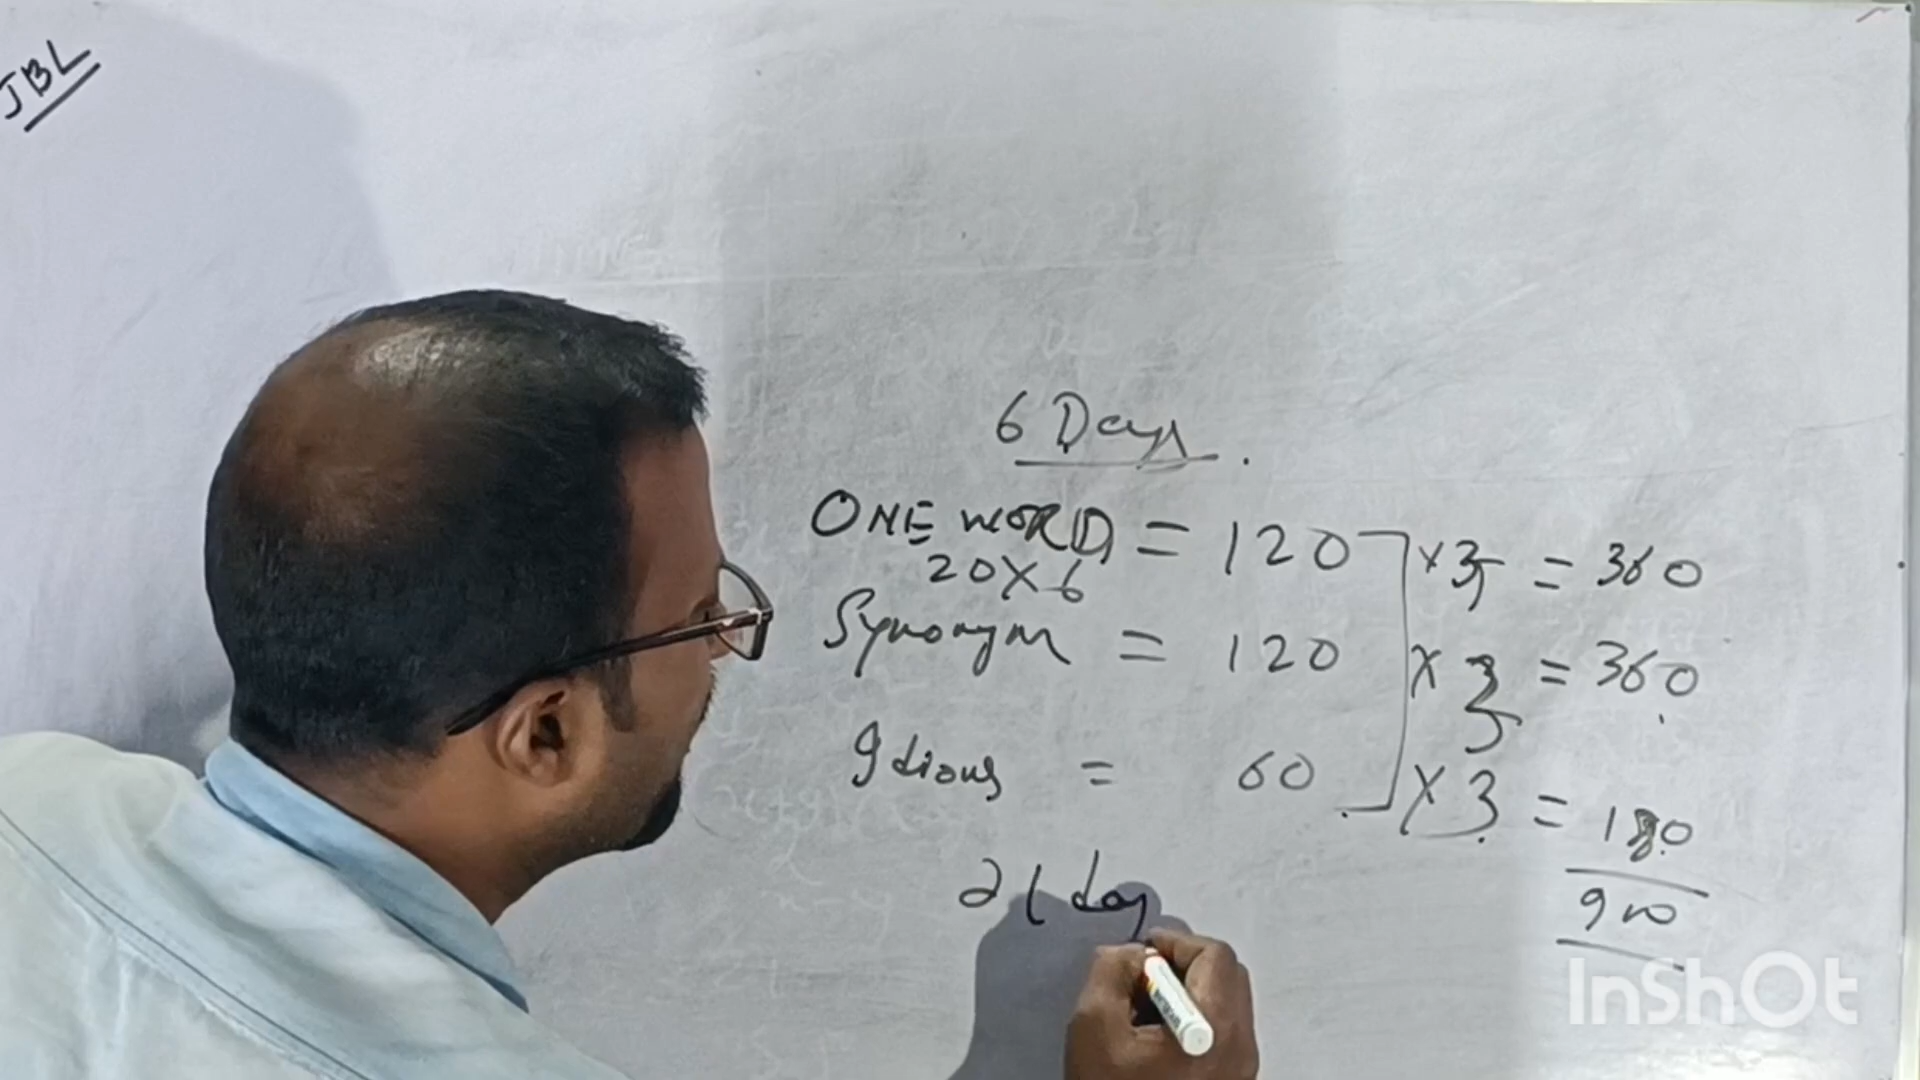 JBL
6 Days.
ONE WORD = 120 × 3 = 360
20×6
Synonym = 120 × 3 = 360
5
Idioms = 60 × 3 = 180
900
21 day
InShOt